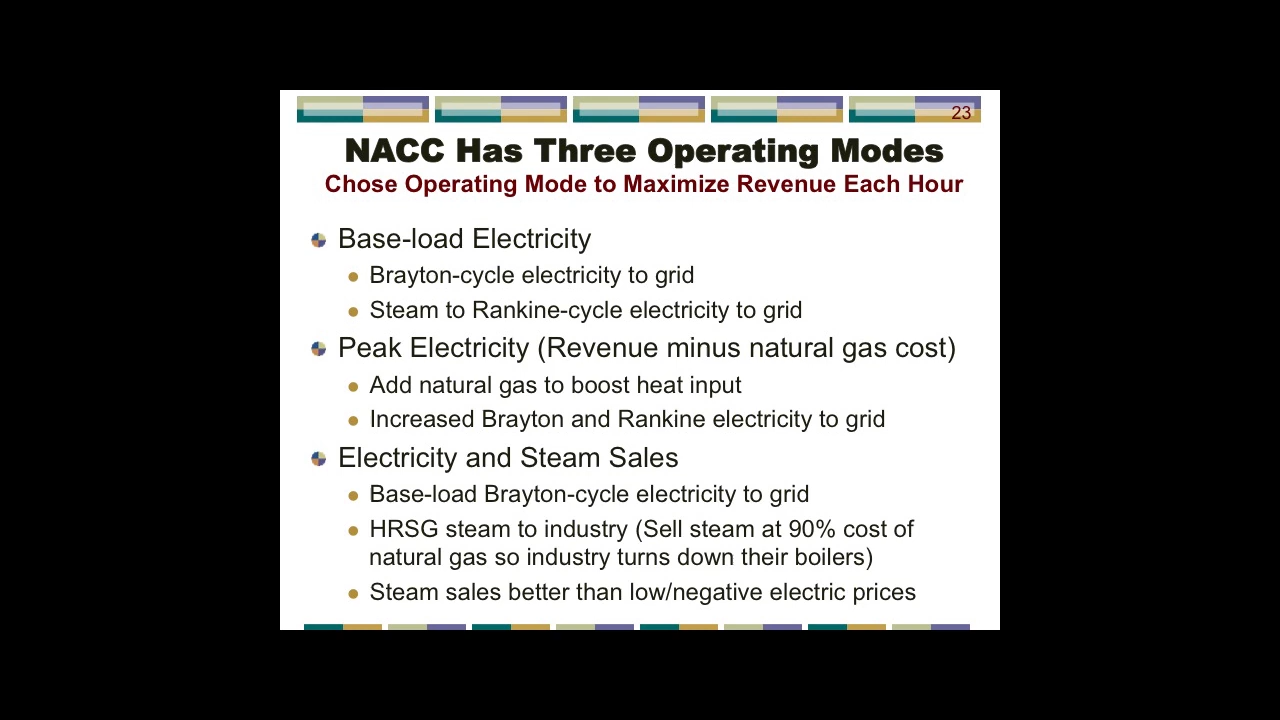 23
NACC Has Three Operating Modes
Chose Operating Mode to Maximize Revenue Each Hour
Base-load Electricity
Brayton-cycle electricity to grid
Steam to Rankine-cycle electricity to grid
Peak Electricity (Revenue minus natural gas cost)
Add natural gas to boost heat input
Increased Brayton and Rankine electricity to grid
Electricity and Steam Sales
Base-load Brayton-cycle electricity to grid
HRSG steam to industry (Sell steam at 90% cost of
natural gas so industry turns down their boilers)
Steam sales better than low/negative electric prices